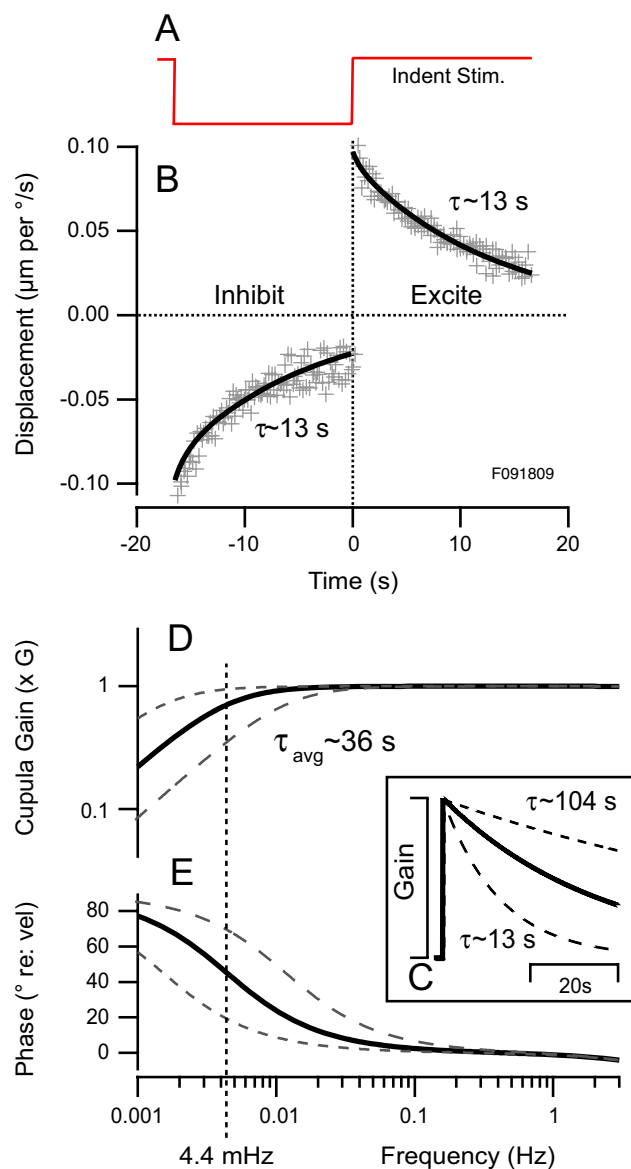 A
Indent Stim.
0.10
B
τ~13 s
0.05
Displacement (µm per °/s)
0.00
Inhibit
Excite
-0.05
τ~13 s
-0.10
F091809
-20
-10
0
10
20
Time (s)
D
Cupula Gain (x G)
1
τavg~36 s
0.1
τ~104 s
Gain
τ~13 s
C
20s
E
Phase (° re: vel)
80
60
40
20
0
0.001
0.01
0.1
1
4.4 mHz
Frequency (Hz)